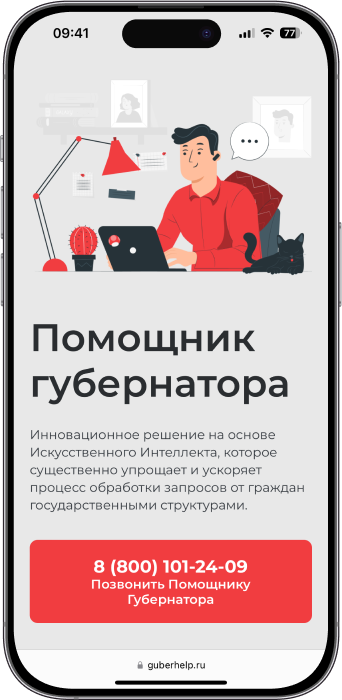 09:41
77
Помощник
губернатора
Инновационное решение на основе
Искусственного Интеллекта, которое
существенно упрощает и ускоряет
процесс обработки запросов от граждан
государственными структурами.
8 (800) 101-24-09
Позвонить Помощнику
Губернатора
guberhelp.ru